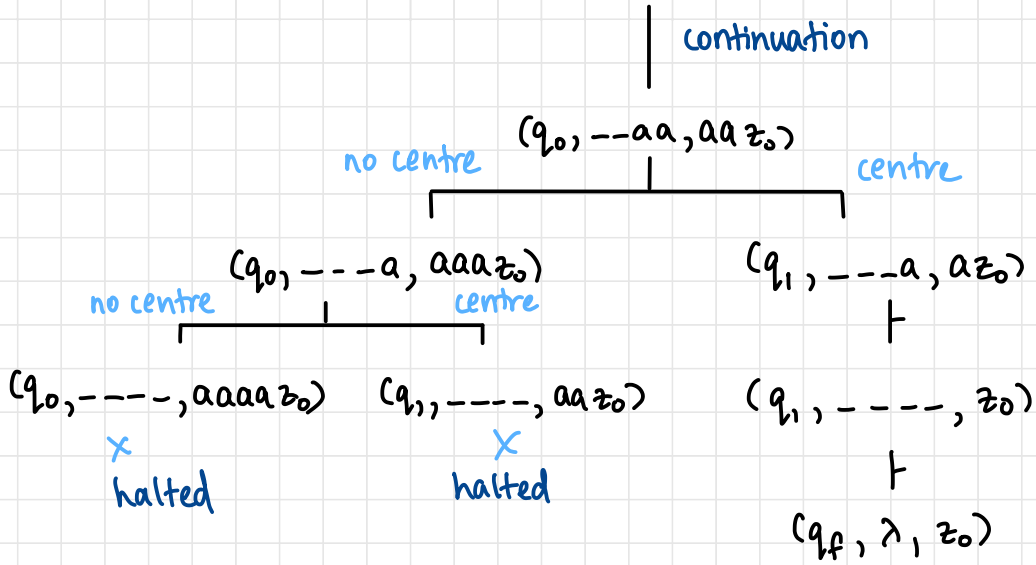 continuation
(q₀, --aa, aaz₀)
no centre
centre
(q₀, ---a, aaaz₀)
(q₁, ---a, az₀)
no centre
centre
⊢
(q₀, ----, aaaaz₀)
(q₁, ----, aaz₀)
(q₁, ----, z₀)
x
x
halted
halted
⊢
(q_f, λ, z₀)